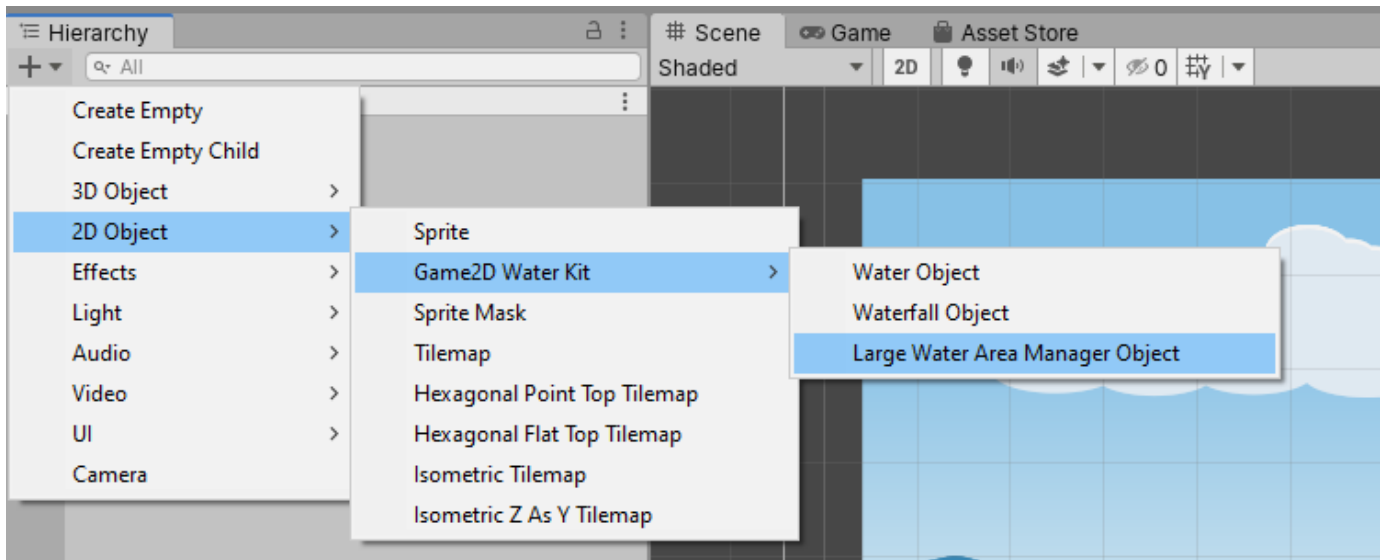 Hierarchy
All
Create Empty
Create Empty Child
3D Object
2D Object
Effects
Light
Audio
Video
UI
Camera
Sprite
Game2D Water Kit
Sprite Mask
Tilemap
Hexagonal Point Top Tilemap
Hexagonal Flat Top Tilemap
Isometric Tilemap
Isometric Z As Y Tilemap
Water Object
Waterfall Object
Large Water Area Manager Object
Scene Game Asset Store
Shaded 2D 0